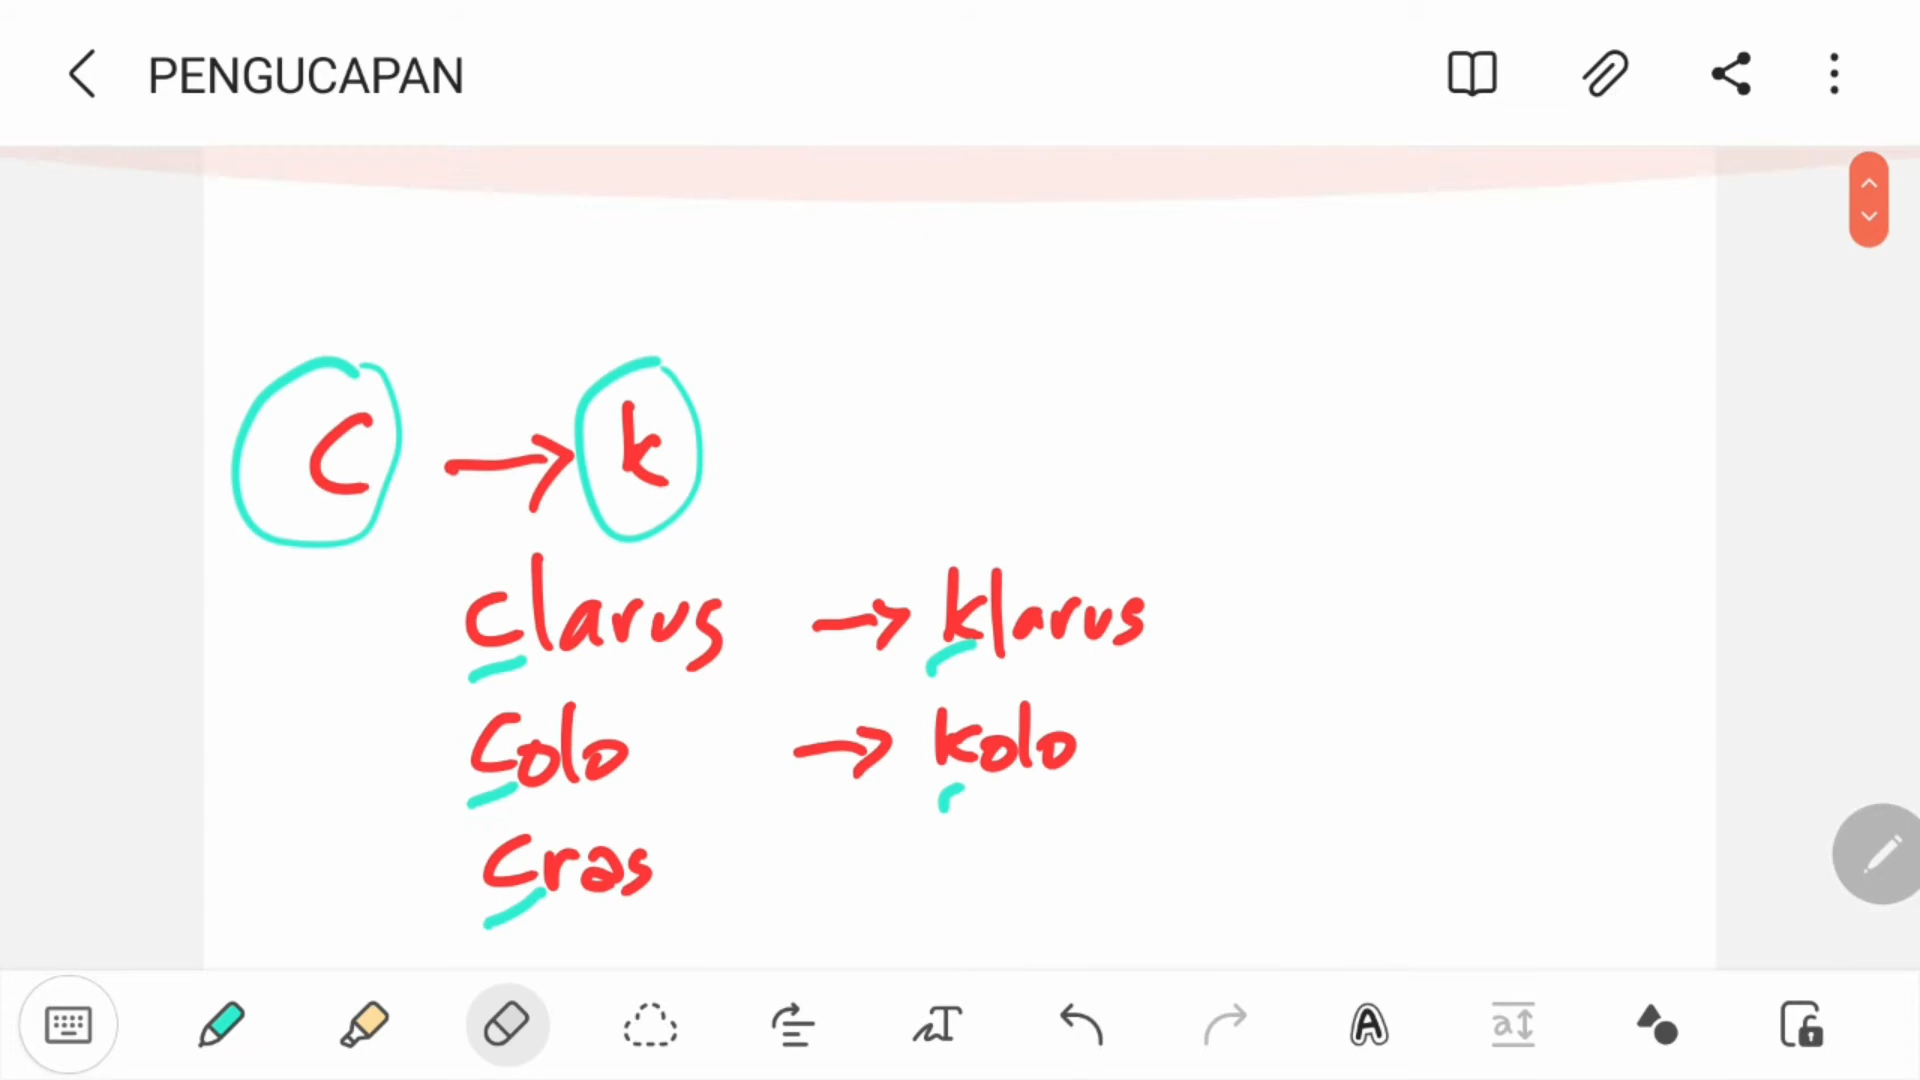 PENGUCAPAN
C → k
clarus → klarus
Colo → kolo
Cras